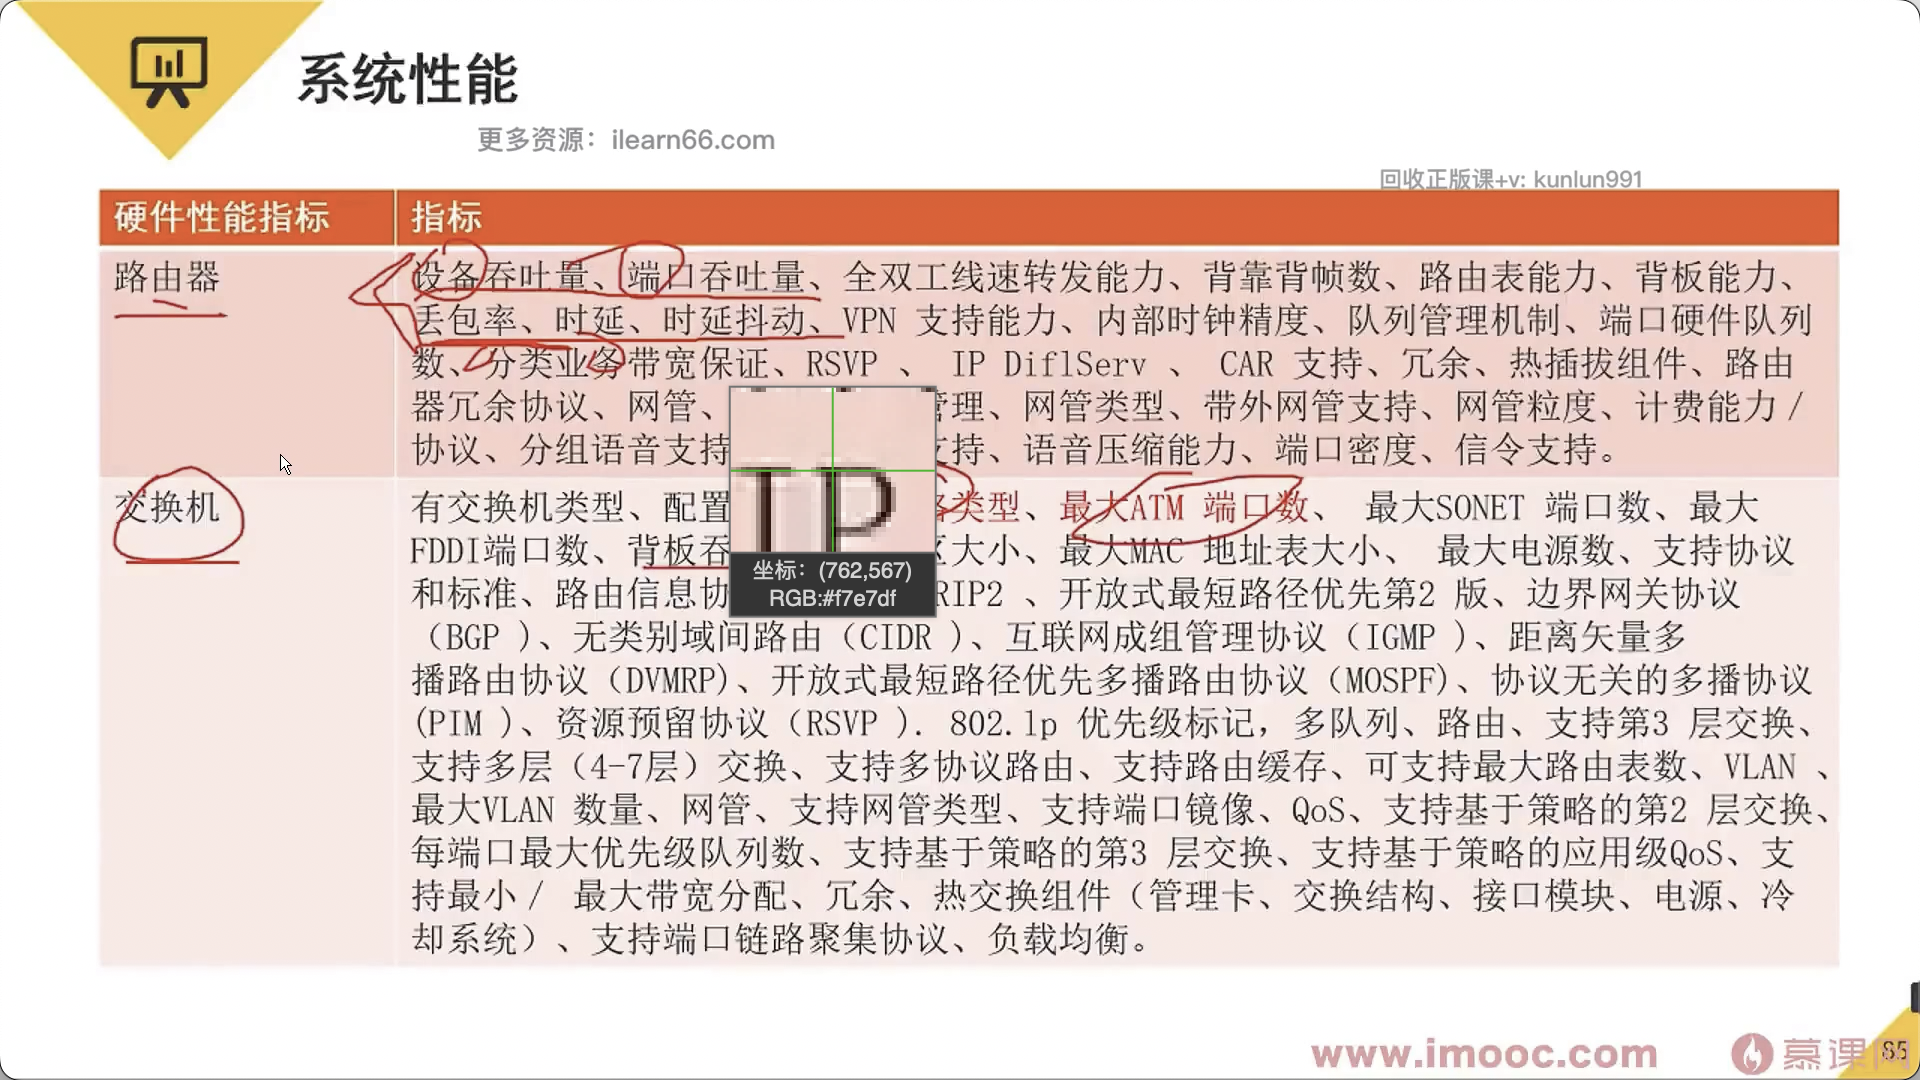 系统性能
更多资源：ilearn66.com
回收正版课+v: kunlun991
硬件性能指标 指标
路由器 设备吞吐量、端口吞吐量、全双工线速转发能力、背靠背帧数、路由表能力、背板能力、
丢包率、时延、时延抖动、VPN 支持能力、内部时钟精度、队列管理机制、端口硬件队列
数、分类业务带宽保证、RSVP 、 IP DiflServ 、 CAR 支持、冗余、热插拔组件、路由
器冗余协议、网管、 管理、网管类型、带外网管支持、网管粒度、计费能力/
协议、分组语音支持 支持、语音压缩能力、端口密度、信令支持。
交换机 有交换机类型、配置 类型、最大ATM 端口数、 最大SONET 端口数、最大
FDDI端口数、背板吞 区大小、最大MAC 地址表大小、 最大电源数、支持协议
和标准、路由信息协 RIP2 、开放式最短路径优先第2 版、边界网关协议
（BGP )、无类别域间路由（CIDR )、互联网成组管理协议（IGMP )、距离矢量多
播路由协议（DVMRP)、开放式最短路径优先多播路由协议（MOSPF)、协议无关的多播协议
(PIM )、资源预留协议（RSVP ). 802.1p 优先级标记，多队列、路由、支持第3 层交换、
支持多层（4-7层）交换、支持多协议路由、支持路由缓存、可支持最大路由表数、VLAN 、
最大VLAN 数量、网管、支持网管类型、支持端口镜像、QoS、支持基于策略的第2 层交换、
每端口最大优先级队列数、支持基于策略的第3 层交换、支持基于策略的应用级QoS、支
持最小/ 最大带宽分配、冗余、热交换组件（管理卡、交换结构、接口模块、电源、冷
却系统）、支持端口链路聚集协议、负载均衡。
IP
坐标：(762,567)
RGB:#f7e7df
www.imooc.com 慕课网
85